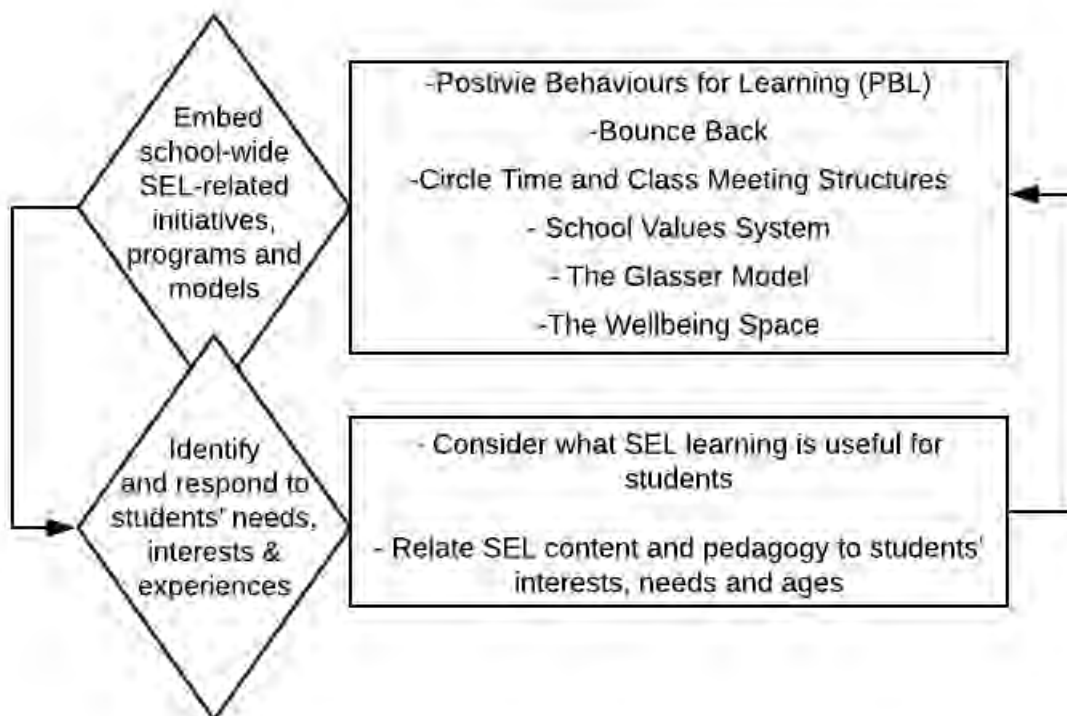 Embed
school-wide
SEL-related
initiatives,
programs and
models
-Postivie Behaviours for Learning (PBL)
-Bounce Back
-Circle Time and Class Meeting Structures
- School Values System
- The Glasser Model
-The Wellbeing Space
Identify
and respond to
students' needs,
interests &
experiences
- Consider what SEL learning is useful for
students
- Relate SEL content and pedagogy to students'
interests, needs and ages